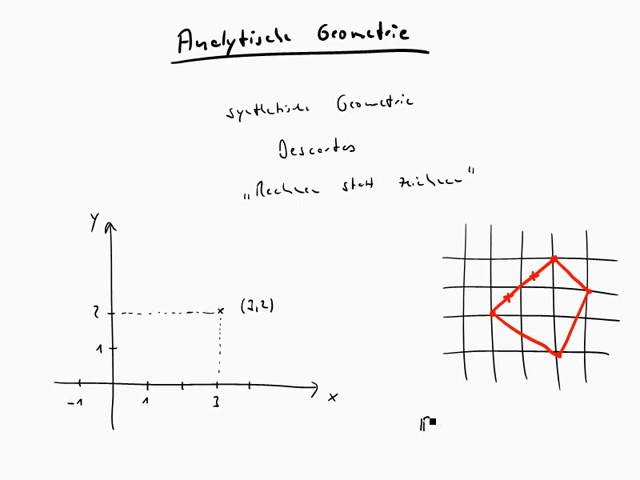 Analytische Geometrie
synthetische Geometrie
Descartes
„Rechnen statt zeichnen"
y
2
(3,2)
1
-1 1 3 x